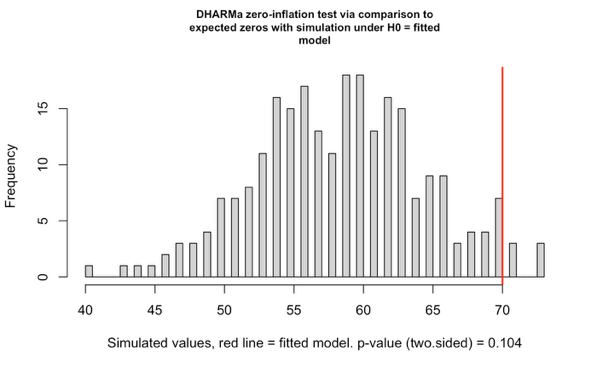 DHARMa zero-inflation test via comparison to
expected zeros with simulation under H0 = fitted
model
Frequency
15
10
5
0
40 45 50 55 60 65 70
Simulated values, red line = fitted model. p-value (two.sided) = 0.104